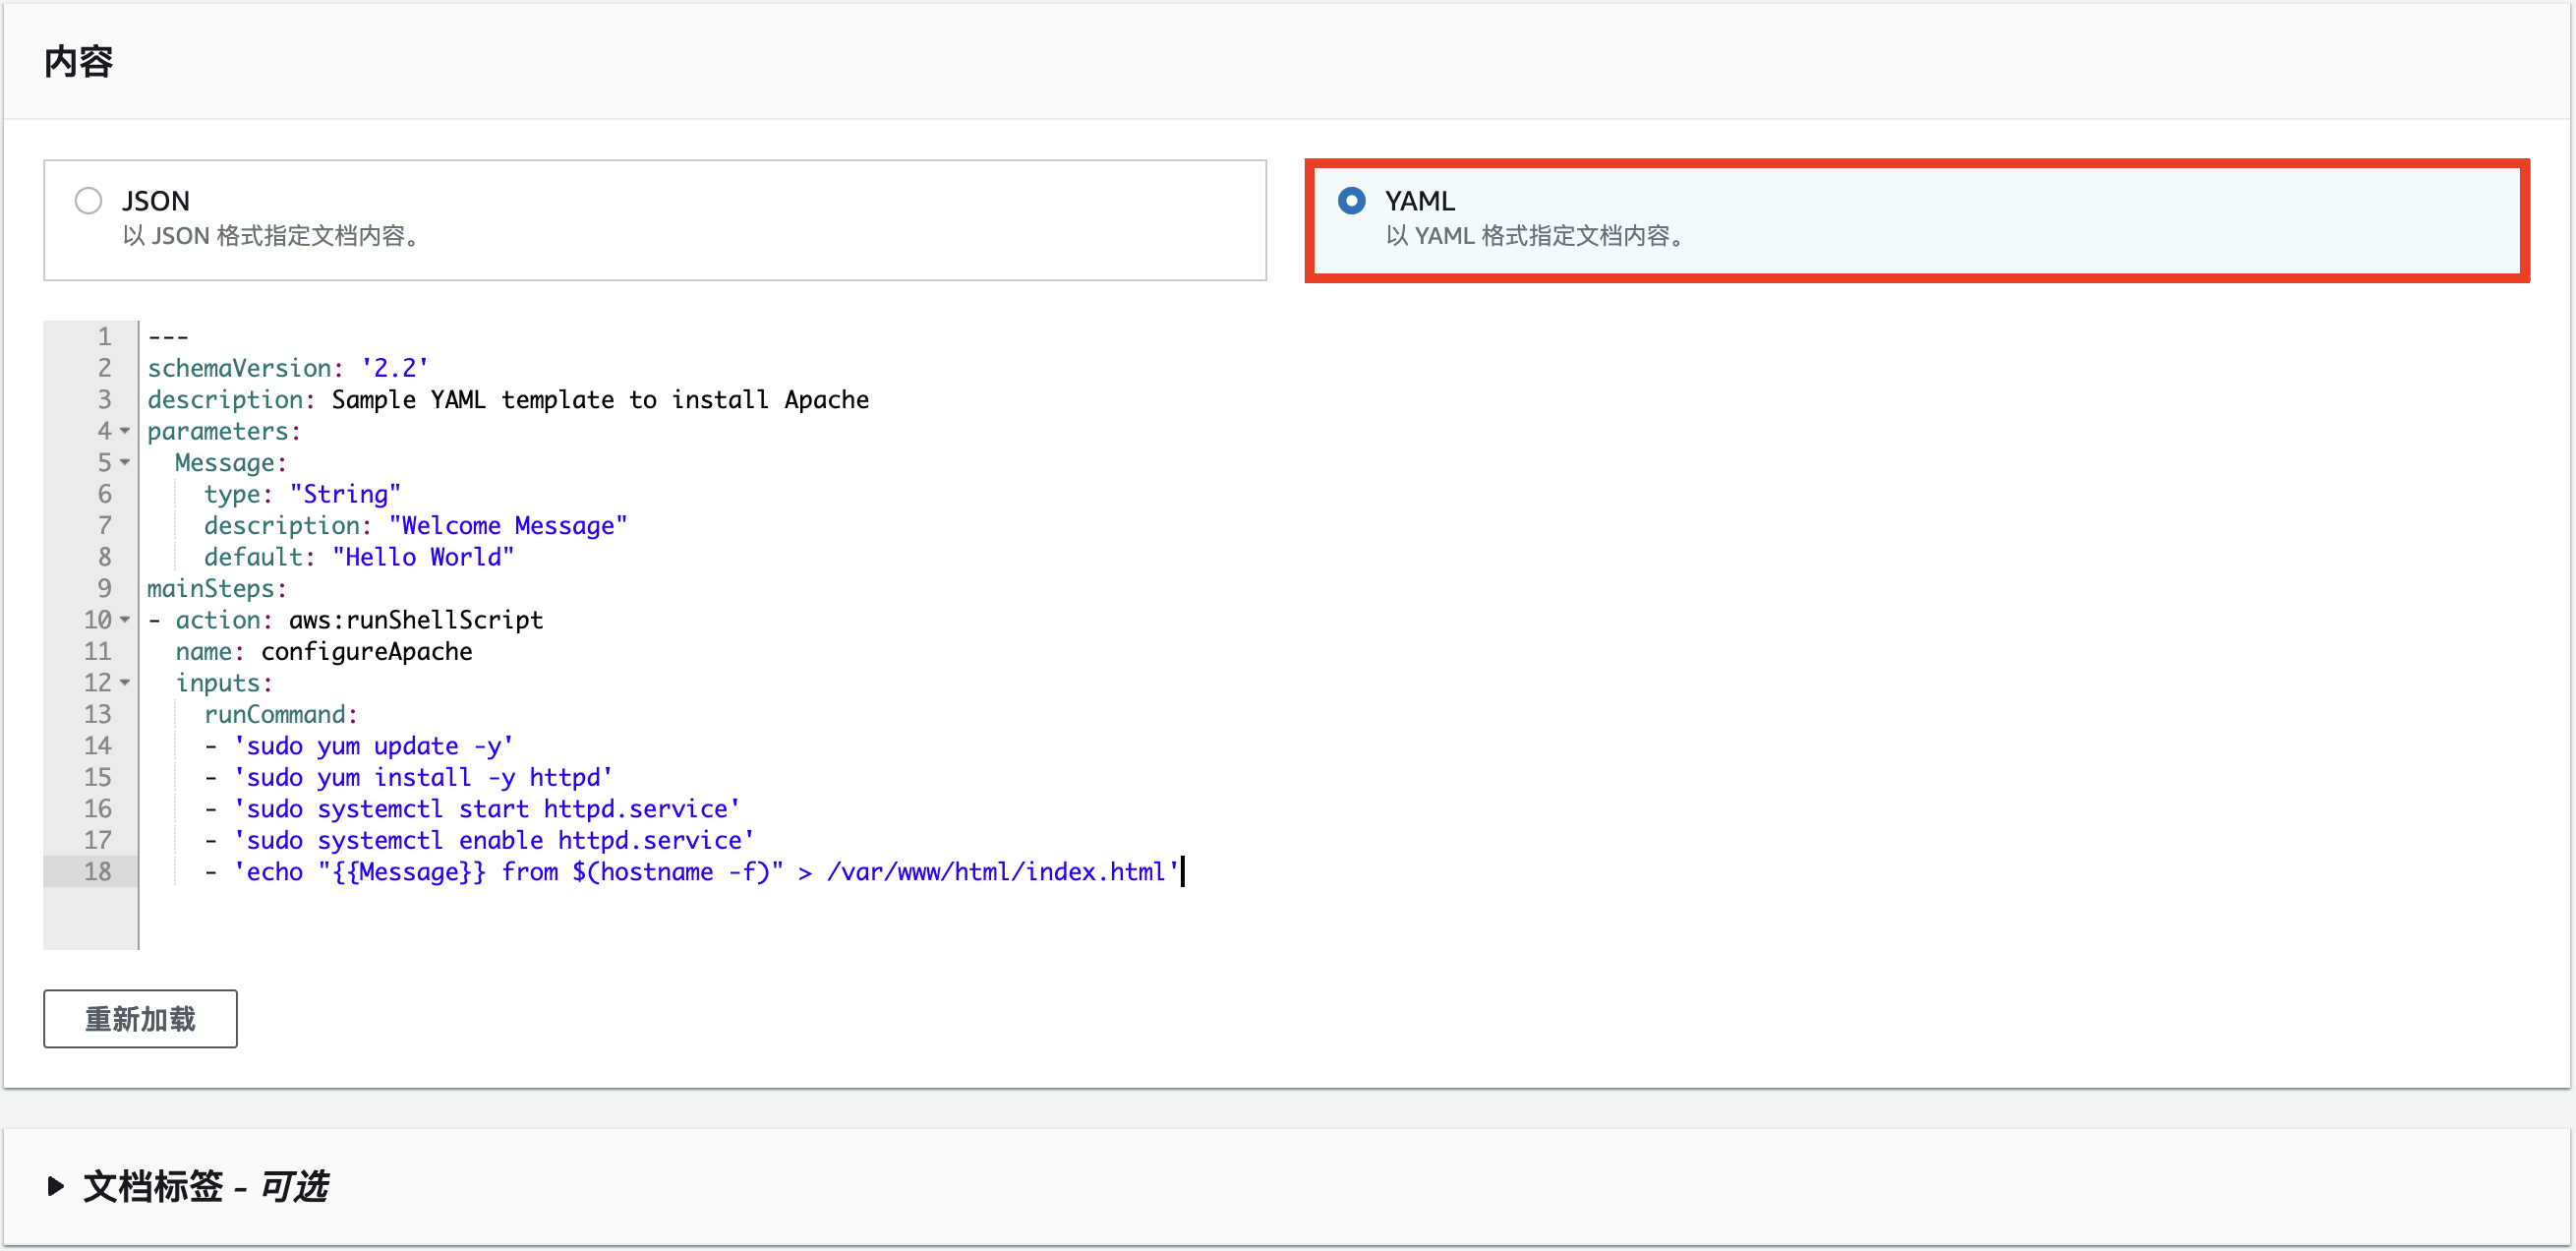 内容
JSON
以 JSON 格式指定文档内容。
YAML
以 YAML 格式指定文档内容。
1 ---
2 schemaVersion: '2.2'
3 description: Sample YAML template to install Apache
4 parameters:
5   Message:
6     type: "String"
7     description: "Welcome Message"
8     default: "Hello World"
9 mainSteps:
10 - action: aws:runShellScript
11   name: configureApache
12   inputs:
13     runCommand:
14     - 'sudo yum update -y'
15     - 'sudo yum install -y httpd'
16     - 'sudo systemctl start httpd.service'
17     - 'sudo systemctl enable httpd.service'
18     - 'echo "{{Message}} from $(hostname -f)" > /var/www/html/index.html'
重新加载
文档标签 - 可选